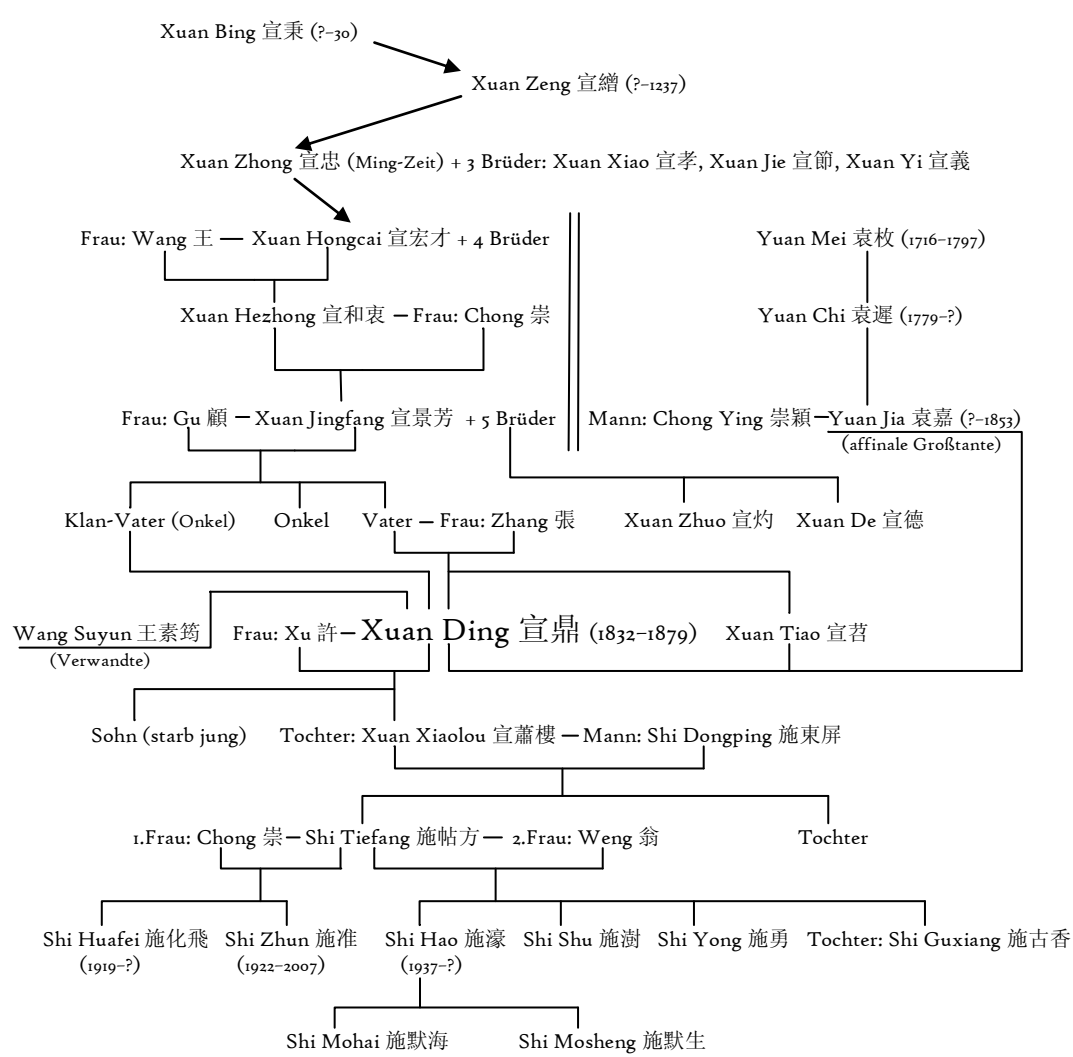 Xuan Bing 宣秉 (?–30)
Xuan Zeng 宣繒 (?–1237)
Xuan Zhong 宣忠 (Ming-Zeit) + 3 Brüder: Xuan Xiao 宣孝, Xuan Jie 宣節, Xuan Yi 宣義
Frau: Wang 王 — Xuan Hongcai 宣宏才 + 4 Brüder
Yuan Mei 袁枚 (1716–1797)
Xuan Hezhong 宣和衷 – Frau: Chong 崇
Yuan Chi 袁遲 (1779–?)
Frau: Gu 顧 – Xuan Jingfang 宣景芳 + 5 Brüder
Mann: Chong Ying 崇穎 – Yuan Jia 袁嘉 (?–1853)
(affinale Großtante)
Klan-Vater (Onkel)
Onkel
Vater – Frau: Zhang 張
Xuan Zhuo 宣灼
Xuan De 宣德
Wang Suyun 王素筠
(Verwandte)
Frau: Xu 許 – Xuan Ding 宣鼎 (1832–1879)
Xuan Tiao 宣苕
Sohn (starb jung)
Tochter: Xuan Xiaolou 宣蕭樓 – Mann: Shi Dongping 施東屏
1.Frau: Chong 崇 – Shi Tiefang 施帖方 — 2.Frau: Weng 翁
Tochter
Shi Huafei 施化飛
(1919–?)
Shi Zhun 施准
(1922–2007)
Shi Hao 施濠
(1937–?)
Shi Shu 施澍
Shi Yong 施勇
Tochter: Shi Guxiang 施古香
Shi Mohai 施默海
Shi Mosheng 施默生